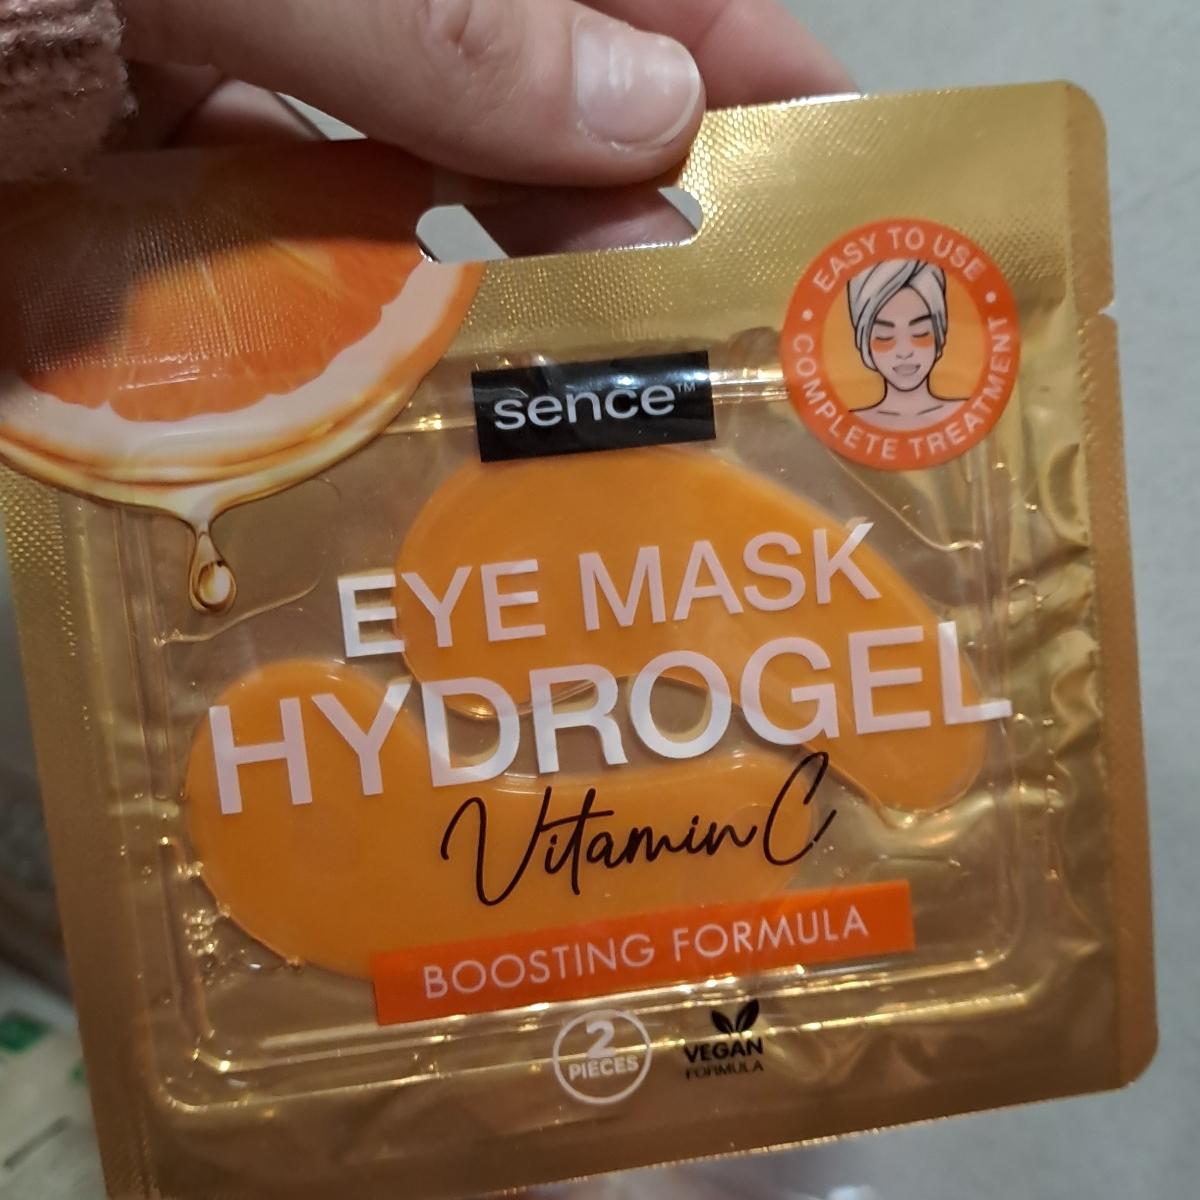 EASY TO USE
• COMPLETE TREATMENT •
sence™
EYE MASK
HYDROGEL
Vitamin C
BOOSTING FORMULA
2
PIECES
VEGAN
FORMULA